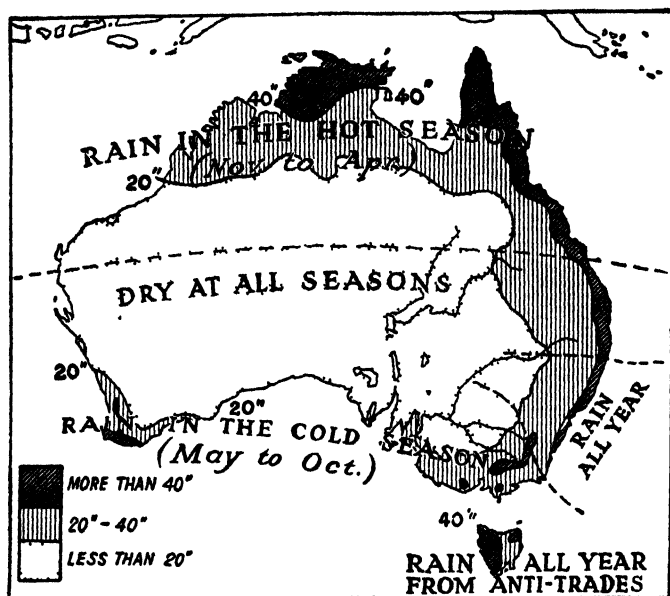 40"
40"
RAIN IN THE HOT SEASON
(Nov to Apr.)
20"
DRY AT ALL SEASONS
20"
20"
RAIN IN THE COLD
SEASON
(May to Oct.)
RAIN
ALL YEAR
MORE THAN 40"
20"-40"
LESS THAN 20"
40"
RAIN ALL YEAR
FROM ANTI-TRADES